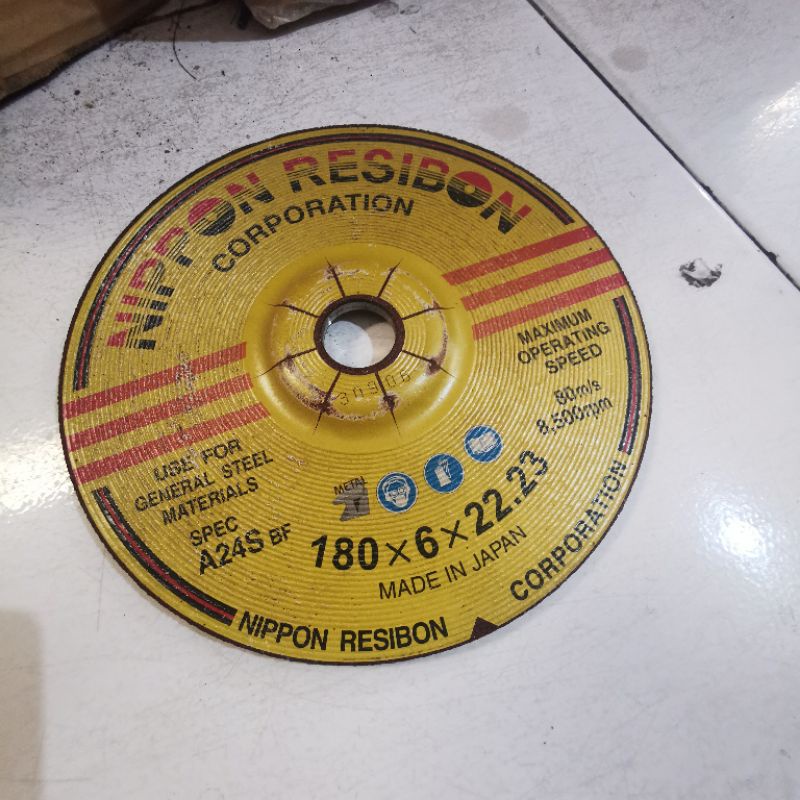 NIPPON RESIBON
CORPORATION
MAXIMUM
OPERATING
SPEED
80m/s
8,500rpm
30906
USE FOR
GENERAL STEEL
MATERIALS
SPEC
A24S BF
METAL
180×6×22.23
MADE IN JAPAN
NIPPON RESIBON CORPORATION